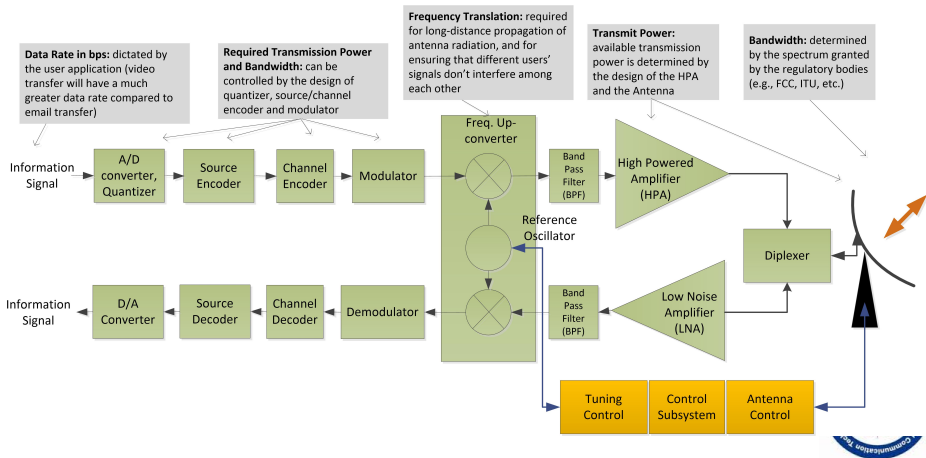 Data Rate in bps: dictated by
the user application (video
transfer will have a much
greater data rate compared to
email transfer)
Required Transmission Power
and Bandwidth: can be
controlled by the design of
quantizer, source/channel
encoder and modulator
Frequency Translation: required
for long-distance propagation of
antenna radiation, and for
ensuring that different users'
signals don't interfere among
each other
Transmit Power:
available transmission
power is determined by
the design of the HPA
and the Antenna
Bandwidth: determined
by the spectrum granted
by the regulatory bodies
(e.g., FCC, ITU, etc.)
Information
Signal
A/D
converter,
Quantizer
Source
Encoder
Channel
Encoder
Modulator
Freq. Up-
converter
Band
Pass
Filter
(BPF)
High Powered
Amplifier
(HPA)
Reference
Oscillator
Diplexer
Information
Signal
D/A
Converter
Source
Decoder
Channel
Decoder
Demodulator
Band
Pass
Filter
(BPF)
Low Noise
Amplifier
(LNA)
Tuning
Control
Control
Subsystem
Antenna
Control
Communication